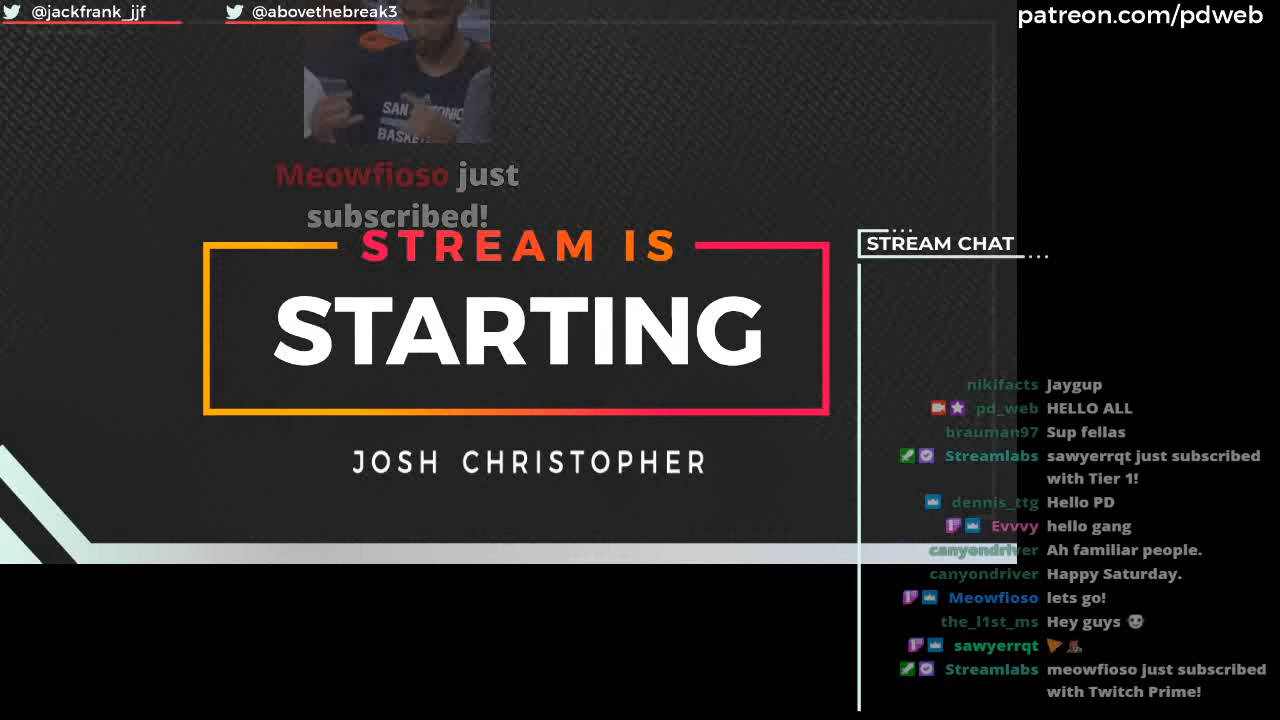 @jackfrank_jjf
@abovethebreak3
patreon.com/pdweb
SAN ANTONIO
BASKET
Meowfioso just
subscribed!
STREAM IS
STARTING
JOSH CHRISTOPHER
STREAM CHAT
nikifacts Jaygup
pd_web HELLO ALL
brauman97 Sup fellas
Streamlabs sawyerrqt just subscribed
with Tier 1!
dennis_ttg Hello PD
Evvvy hello gang
canyondriver Ah familiar people.
canyondriver Happy Saturday.
Meowfioso lets go!
the_l1st_ms Hey guys
sawyerrqt
Streamlabs meowfioso just subscribed
with Twitch Prime!